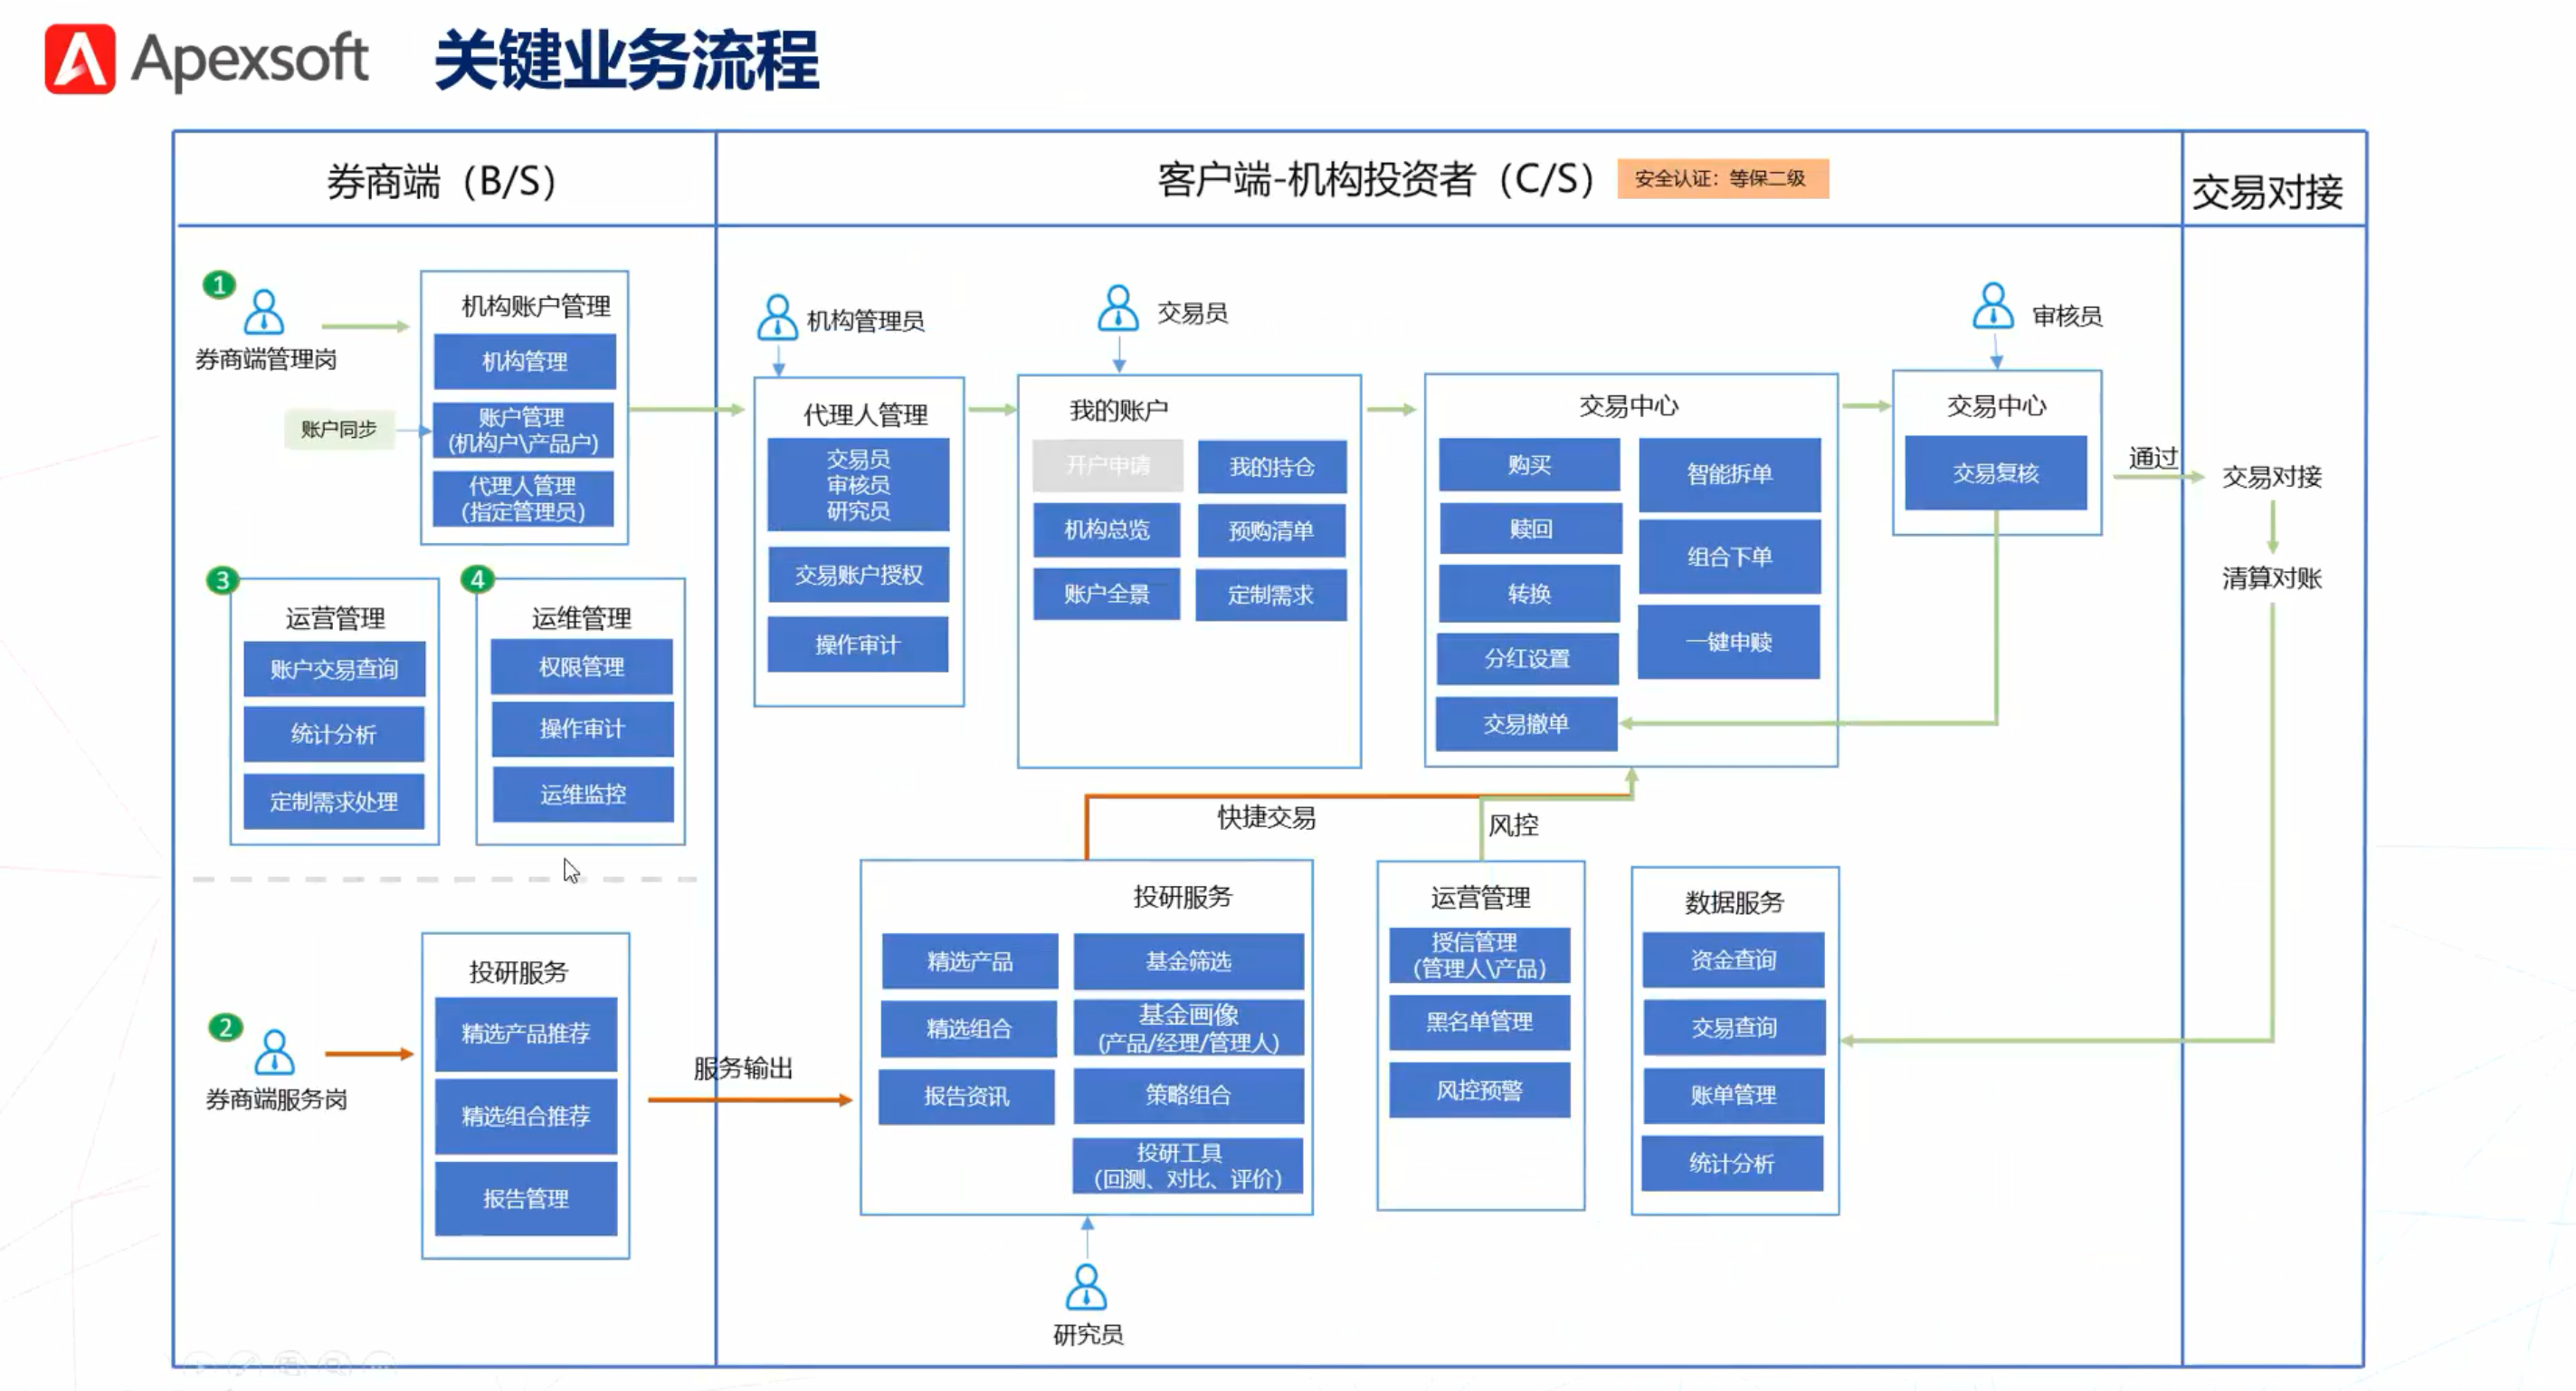 Apexsoft
关键业务流程
券商端（B/S）
客户端-机构投资者（C/S）
安全认证：等保二级
交易对接
1
券商端管理岗
账户同步
机构账户管理
机构管理
账户管理
(机构户\产品户)
代理人管理
(指定管理员)
3
运营管理
账户交易查询
统计分析
定制需求处理
4
运维管理
权限管理
操作审计
运维监控
2
券商端服务岗
投研服务
精选产品推荐
精选组合推荐
报告管理
服务输出
机构管理员
代理人管理
交易员
审核员
研究员
交易账户授权
操作审计
交易员
我的账户
开户申请
我的持仓
机构总览
预购清单
账户全景
定制需求
交易中心
购买
智能拆单
赎回
组合下单
转换
一键申赎
分红设置
交易撤单
审核员
交易中心
交易复核
通过
交易对接
清算对账
快捷交易
风控
投研服务
精选产品
基金筛选
精选组合
基金画像
(产品/经理/管理人)
报告资讯
策略组合
投研工具
(回测、对比、评价)
研究员
运营管理
授信管理
(管理人\产品)
黑名单管理
风控预警
数据服务
资金查询
交易查询
账单管理
统计分析